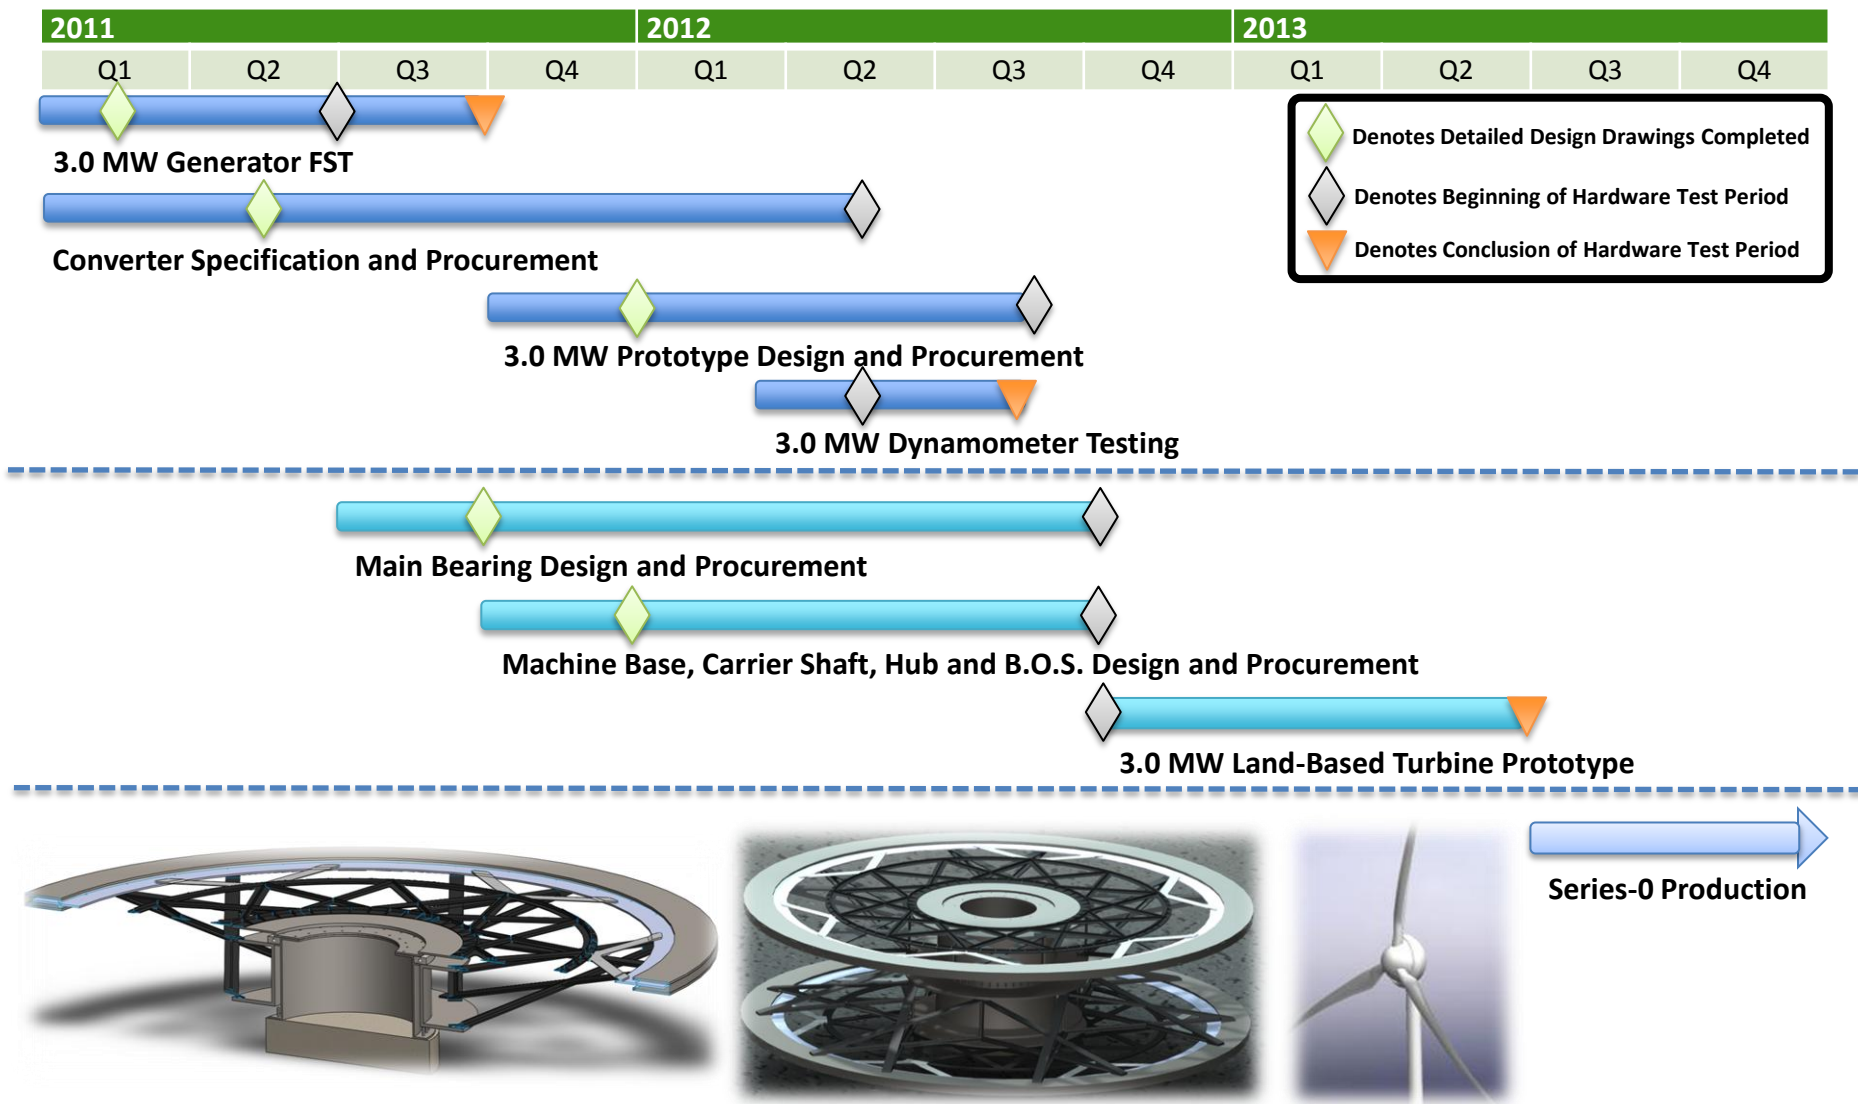 2011 2012 2013
Q1 Q2 Q3 Q4 Q1 Q2 Q3 Q4 Q1 Q2 Q3 Q4
Denotes Detailed Design Drawings Completed
3.0 MW Generator FST
Denotes Beginning of Hardware Test Period
Denotes Conclusion of Hardware Test Period
Converter Specification and Procurement
3.0 MW Prototype Design and Procurement
3.0 MW Dynamometer Testing
Main Bearing Design and Procurement
Machine Base, Carrier Shaft, Hub and B.O.S. Design and Procurement
3.0 MW Land-Based Turbine Prototype
Series-0 Production